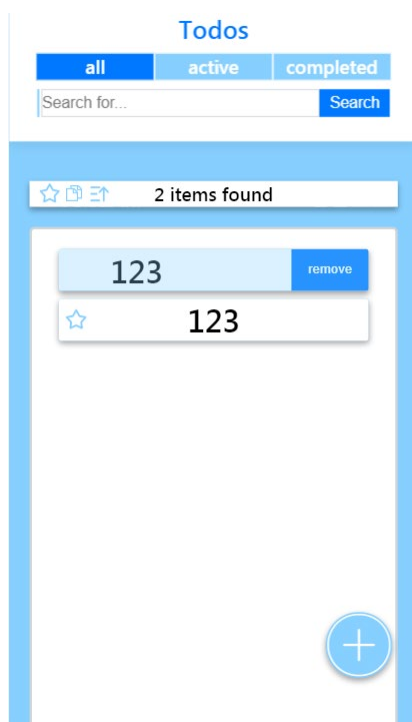 Todos
all active completed
Search for... Search
2 items found
123 remove
123